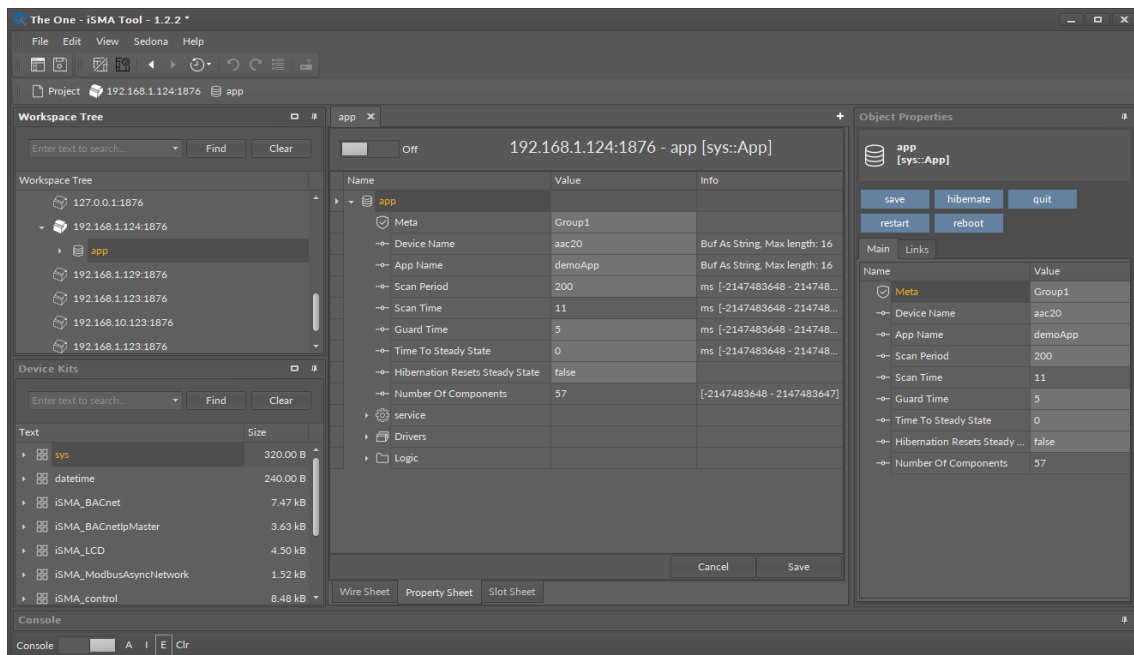 The One - iSMA Tool - 1.2.2 *
File Edit View Sedona Help
Project 192.168.1.124:1876 app
Workspace Tree
Enter text to search... Find Clear
Workspace Tree
127.0.0.1:1876
192.168.1.124:1876
app
192.168.1.129:1876
192.168.1.123:1876
192.168.10.123:1876
192.168.1.123:1876
Device Kits
Enter text to search... Find Clear
Text Size
sys 320.00 B
datetime 240.00 B
iSMA_BACnet 7.47 kB
iSMA_BACnetIpMaster 3.63 kB
iSMA_LCD 4.50 kB
iSMA_ModbusAsyncNetwork 1.52 kB
iSMA_control 8.48 kB
app X +
Off 192.168.1.124:1876 - app [sys::App]
Name Value Info
app
Meta Group1
Device Name aac20 Buf As String, Max length: 16
App Name demoApp Buf As String, Max length: 16
Scan Period 200 ms [-2147483648 - 214748...
Scan Time 11 ms [-2147483648 - 214748...
Guard Time 5 ms [-2147483648 - 214748...
Time To Steady State 0 ms [-2147483648 - 214748...
Hibernation Resets Steady State false
Number Of Components 57 [-2147483648 - 2147483647]
service
Drivers
Logic
Cancel Save
Wire Sheet Property Sheet Slot Sheet
Object Properties
app
[sys::App]
save hibernate quit
restart reboot
Main Links
Name Value
Meta Group1
Device Name aac20
App Name demoApp
Scan Period 200
Scan Time 11
Guard Time 5
Time To Steady State 0
Hibernation Resets Steady ... false
Number Of Components 57
Console
Console A I E Clr